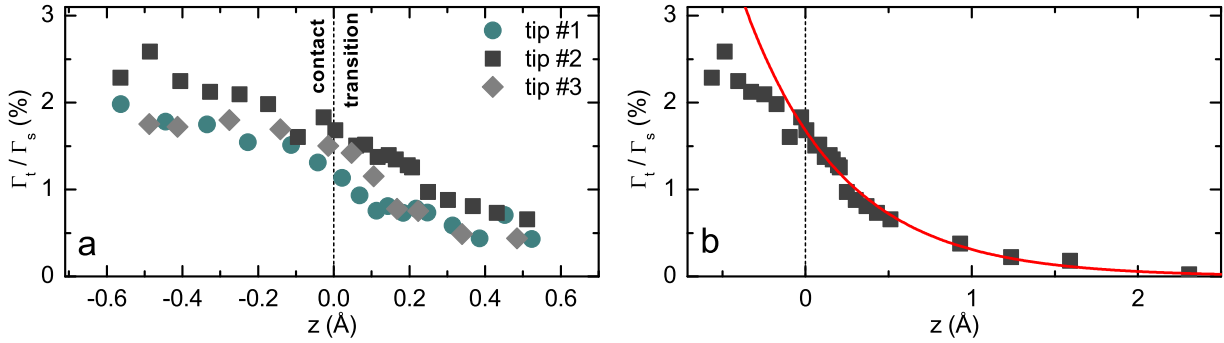 3
2
1
0
Γt / Γs (%)
contact
transition
tip #1
tip #2
tip #3
a
-0.6 -0.4 -0.2 0.0 0.2 0.4 0.6
z (Å)
3
2
1
0
Γt / Γs (%)
b
0 1 2
z (Å)